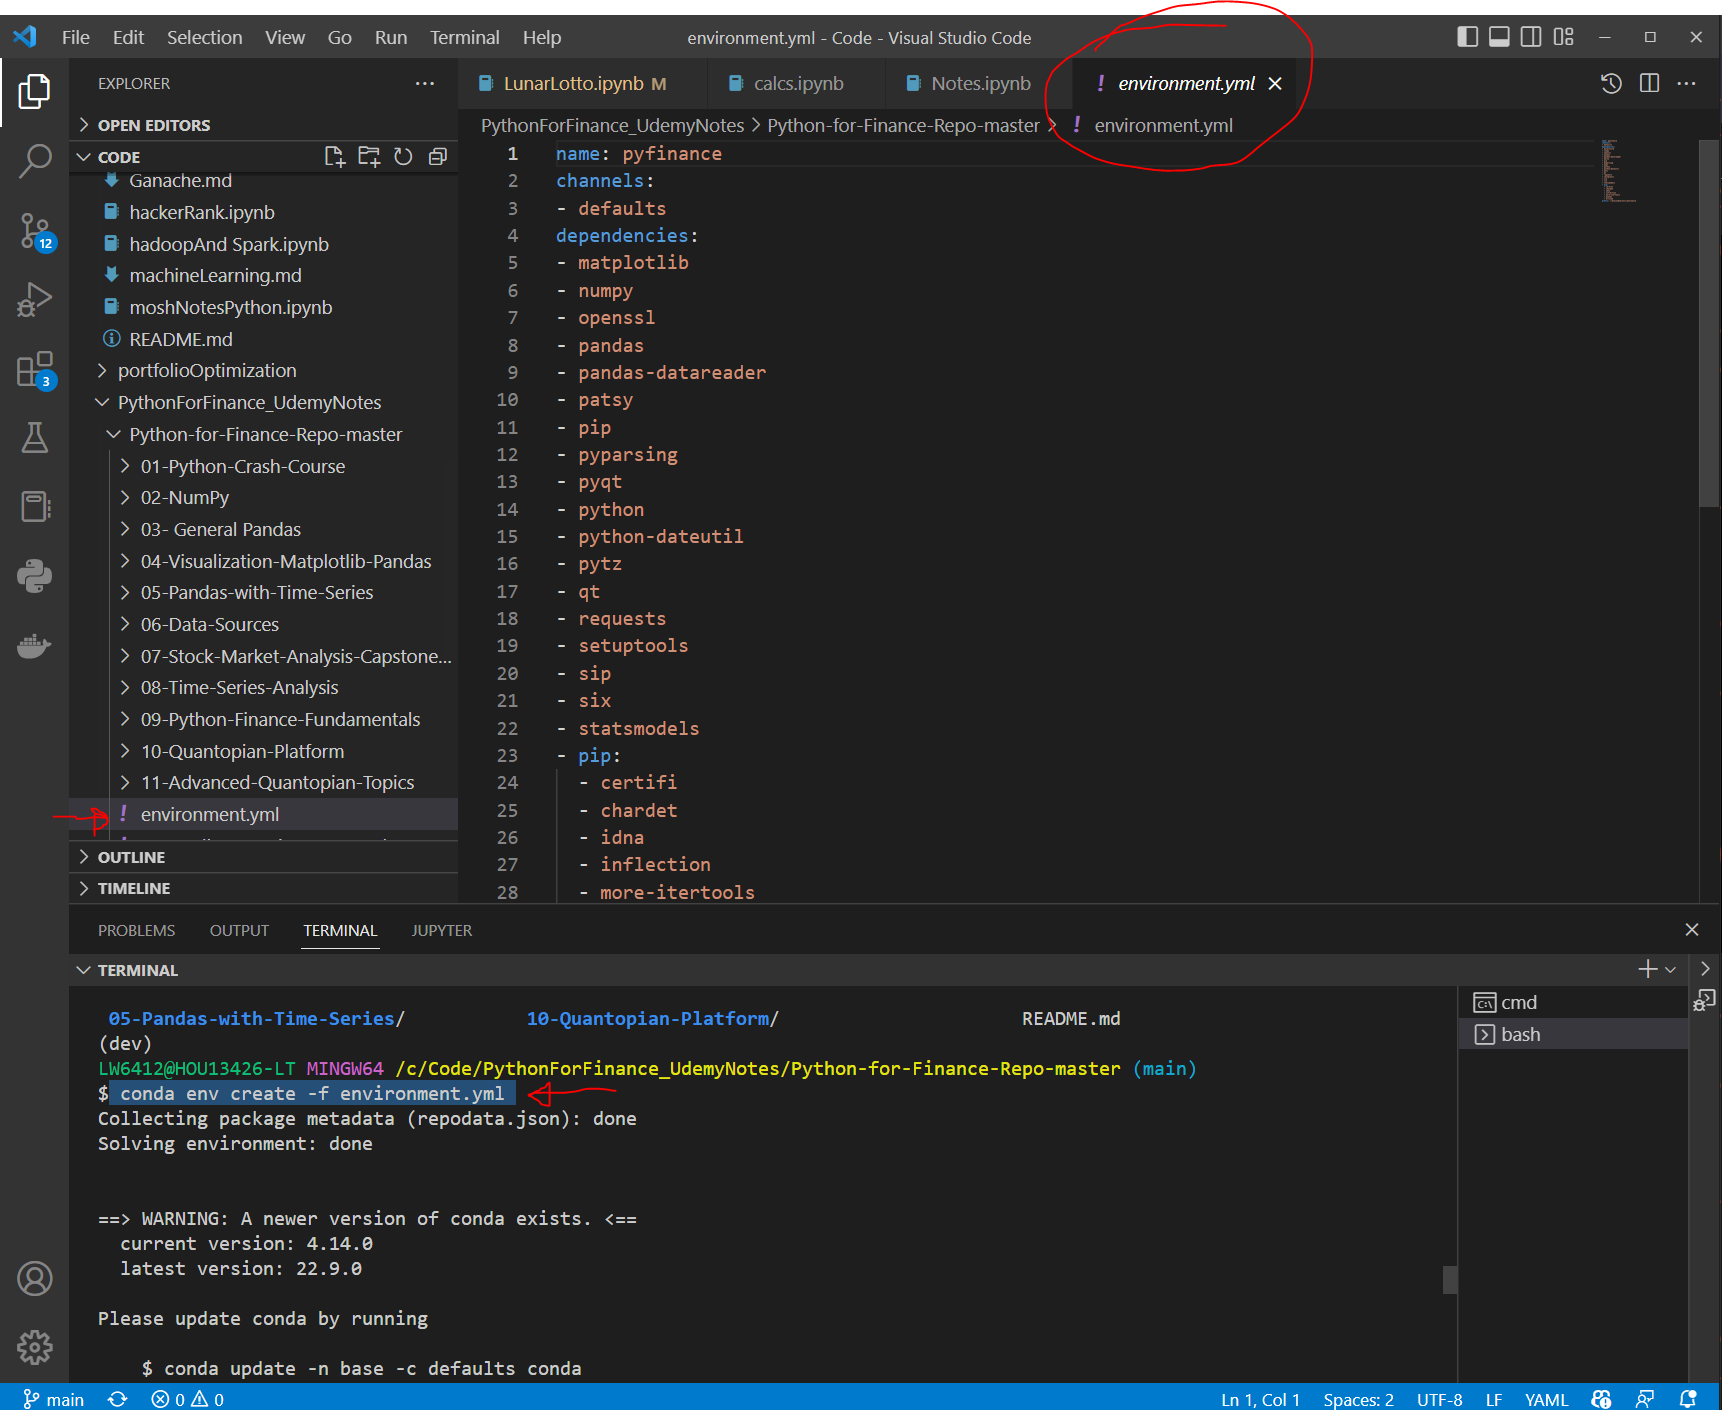 File Edit Selection View Go Run Terminal Help environment.yml - Code - Visual Studio Code
EXPLORER
LunarLotto.ipynb M calcs.ipynb Notes.ipynb ! environment.yml
PythonForFinance_UdemyNotes > Python-for-Finance-Repo-master > ! environment.yml
OPEN EDITORS
CODE
Ganache.md
hackerRank.ipynb
hadoopAnd Spark.ipynb
machineLearning.md
moshNotesPython.ipynb
README.md
portfolioOptimization
PythonForFinance_UdemyNotes
Python-for-Finance-Repo-master
01-Python-Crash-Course
02-NumPy
03- General Pandas
04-Visualization-Matplotlib-Pandas
05-Pandas-with-Time-Series
06-Data-Sources
07-Stock-Market-Analysis-Capstone...
08-Time-Series-Analysis
09-Python-Finance-Fundamentals
10-Quantopian-Platform
11-Advanced-Quantopian-Topics
! environment.yml
OUTLINE
TIMELINE
12
3
1 name: pyfinance
2 channels:
3 - defaults
4 dependencies:
5 - matplotlib
6 - numpy
7 - openssl
8 - pandas
9 - pandas-datareader
10 - patsy
11 - pip
12 - pyparsing
13 - pyqt
14 - python
15 - python-dateutil
16 - pytz
17 - qt
18 - requests
19 - setuptools
20 - sip
21 - six
22 - statsmodels
23 - pip:
24 - certifi
25 - chardet
26 - idna
27 - inflection
28 - more-itertools
PROBLEMS OUTPUT TERMINAL JUPYTER
TERMINAL
cmd
bash
05-Pandas-with-Time-Series/ 10-Quantopian-Platform/ README.md
(dev)
LW6412@HOU13426-LT MINGW64 /c/Code/PythonForFinance_UdemyNotes/Python-for-Finance-Repo-master (main)
$ conda env create -f environment.yml
Collecting package metadata (repodata.json): done
Solving environment: done
==> WARNING: A newer version of conda exists. <==
current version: 4.14.0
latest version: 22.9.0
Please update conda by running
$ conda update -n base -c defaults conda
main 0 0 Ln 1, Col 1 Spaces: 2 UTF-8 LF YAML